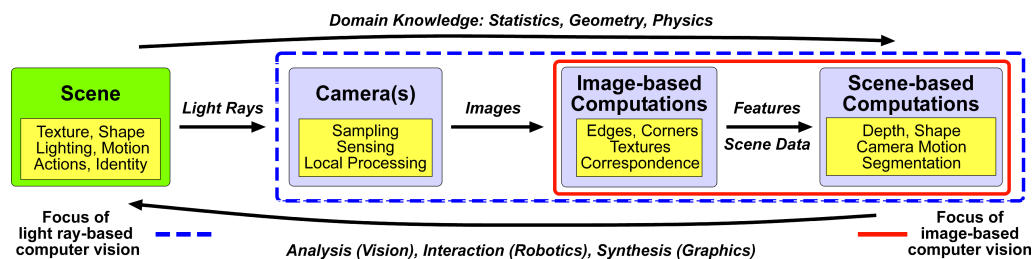 Domain Knowledge: Statistics, Geometry, Physics
Scene
Texture, Shape
Lighting, Motion
Actions, Identity
Light Rays
Camera(s)
Sampling
Sensing
Local Processing
Images
Image-based
Computations
Edges, Corners
Textures
Correspondence
Features
Scene Data
Scene-based
Computations
Depth, Shape
Camera Motion
Segmentation
Focus of
light ray-based
computer vision
Analysis (Vision), Interaction (Robotics), Synthesis (Graphics)
Focus of
image-based
computer vision